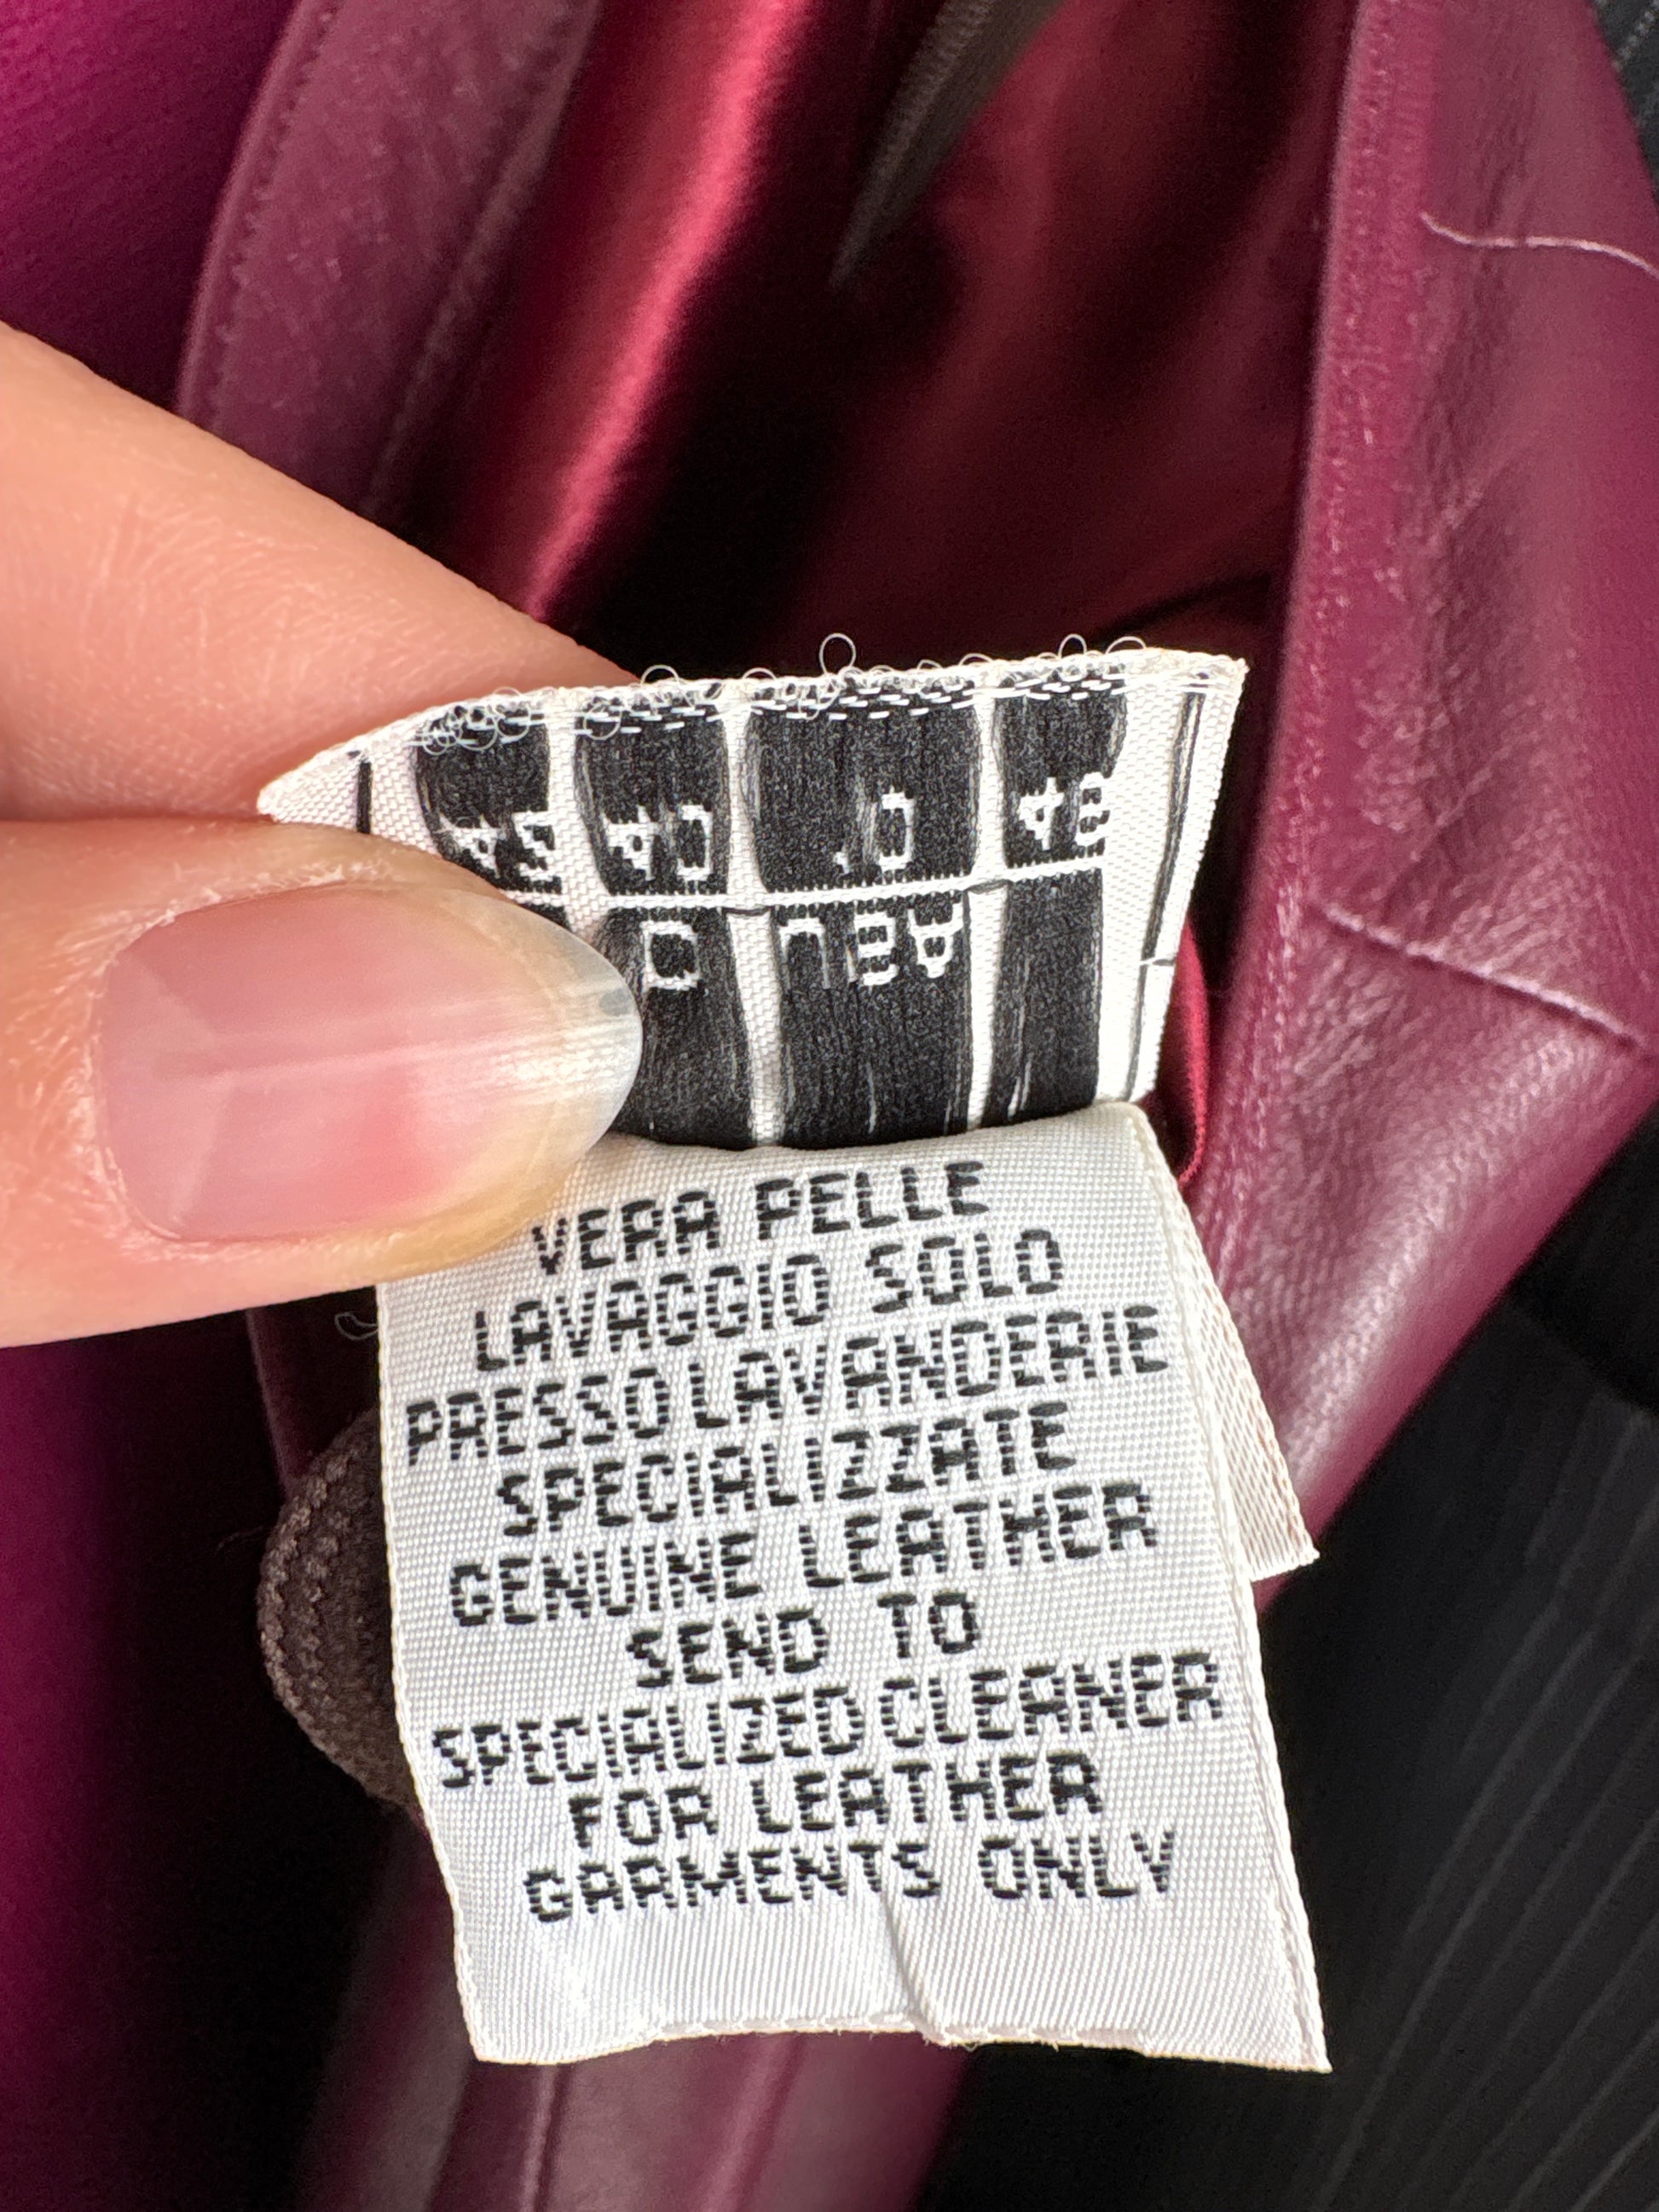 VERA PELLE
LAVAGGIO SOLO
PRESSO LAVANDERIE
SPECIALIZZATE
GENUINE LEATHER
SEND TO
SPECIALIZED CLEANER
FOR LEATHER
GARMENTS ONLY